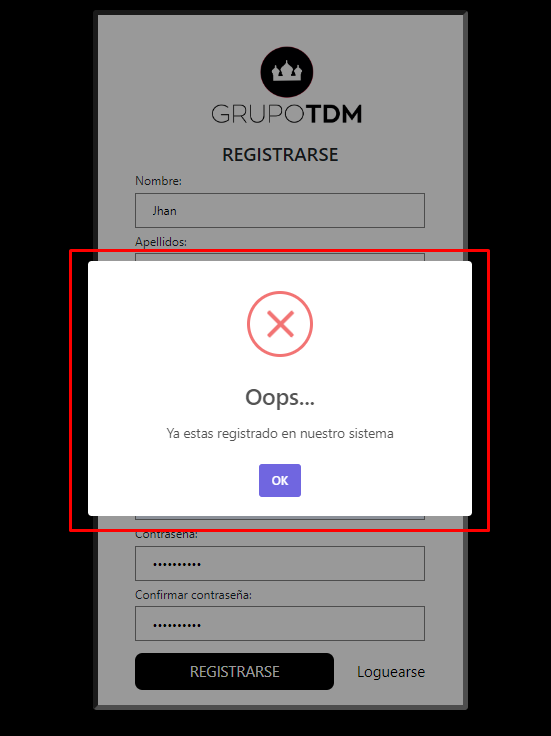 GRUPOTDM
REGISTRARSE
Nombre:
Jhan
Apellidos:
Oops...
Ya estas registrado en nuestro sistema
OK
Contraseña:
Confirmar contraseña:
REGISTRARSE Loguearse